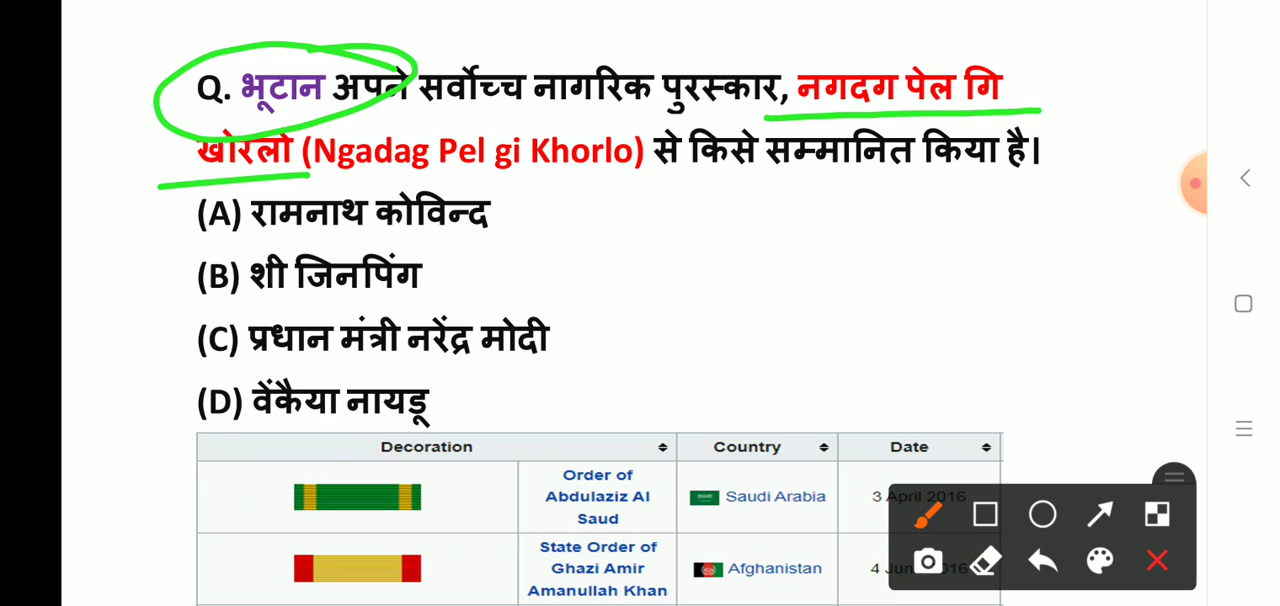 Q. भूटान अपने सर्वोच्च नागरिक पुरस्कार, नगदग पेल गि
खोरलो (Ngadag Pel gi Khorlo) से किसे सम्मानित किया है।
(A) रामनाथ कोविन्द
(B) शी जिनपिंग
(C) प्रधान मंत्री नरेंद्र मोदी
(D) वेंकैया नायडू
Decoration Country Date
Order of
Abdulaziz Al
Saud
Saudi Arabia
3 April 2016
State Order of
Ghazi Amir
Amanullah Khan
Afghanistan
4